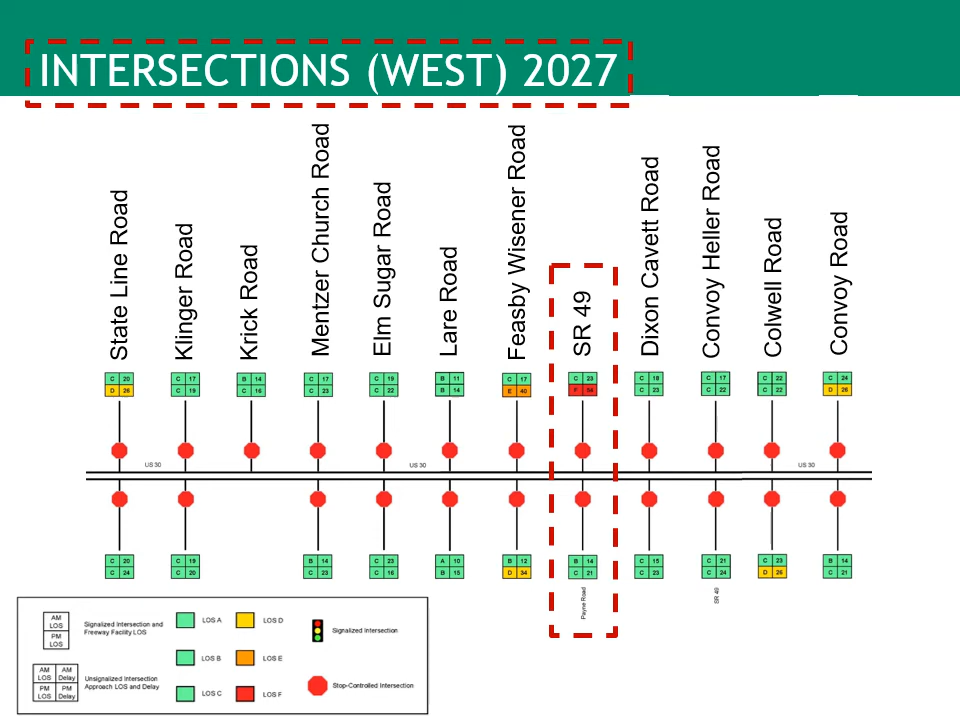 INTERSECTIONS (WEST) 2027
State Line Road
Klinger Road
Krick Road
Mentzer Church Road
Elm Sugar Road
Lare Road
Feasby Wisener Road
SR 49
Dixon Cavett Road
Convoy Heller Road
Colwell Road
Convoy Road
C 20 C 17 B 14 C 17 C 19 B 11 C 17 C 23 C 18 C 17 C 22 C 24
D 26 C 19 C 16 C 23 C 22 B 14 E 40 F 56 C 23 C 22 C 22 D 26
US 30 US 30 US 30
C 20 C 19 B 14 C 23 A 10 B 12 B 14 C 15 C 21 C 23 B 14
C 24 C 20 C 23 C 16 B 15 D 34 C 21 C 23 C 24 D 26 C 21
Payne Road
SR 49
AM
LOS
PM
LOS
Signalized Intersection and
Freeway Facility LOS
AM AM
LOS Delay
PM PM
LOS Delay
Unsignalized Intersection
Approach LOS and Delay
LOS A
LOS B
LOS C
LOS D
LOS E
LOS F
Signalized Intersection
Stop-Controlled Intersection